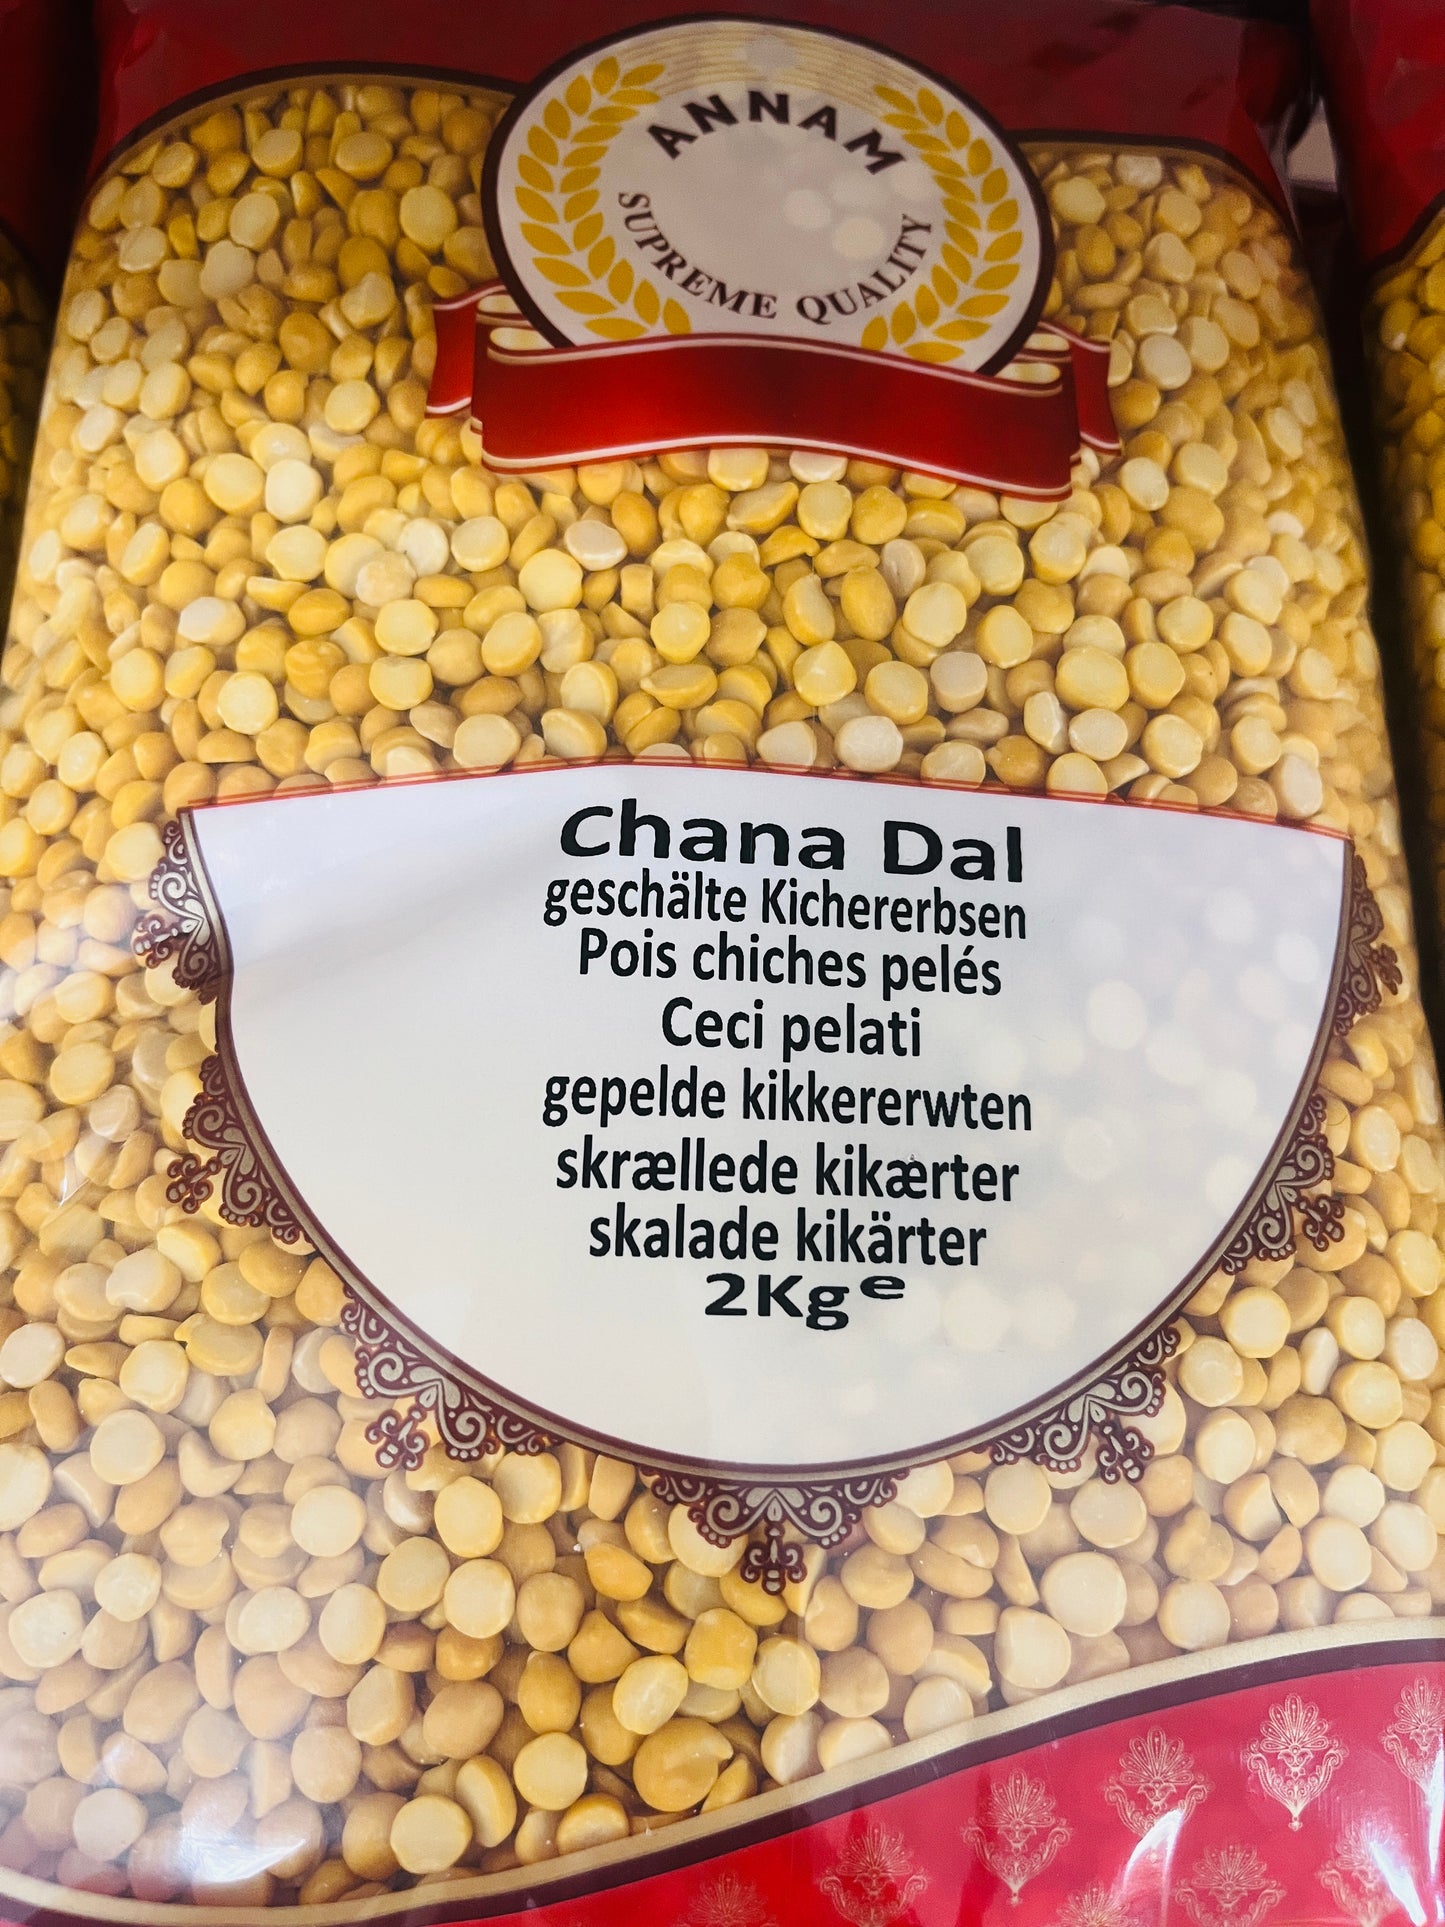 ANNAM
SUPREME QUALITY
Chana Dal
geschälte Kichererbsen
Pois chiches pelés
Ceci pelati
gepelde kikkererwten
skrællede kikærter
skalade kikärter
2Kg e